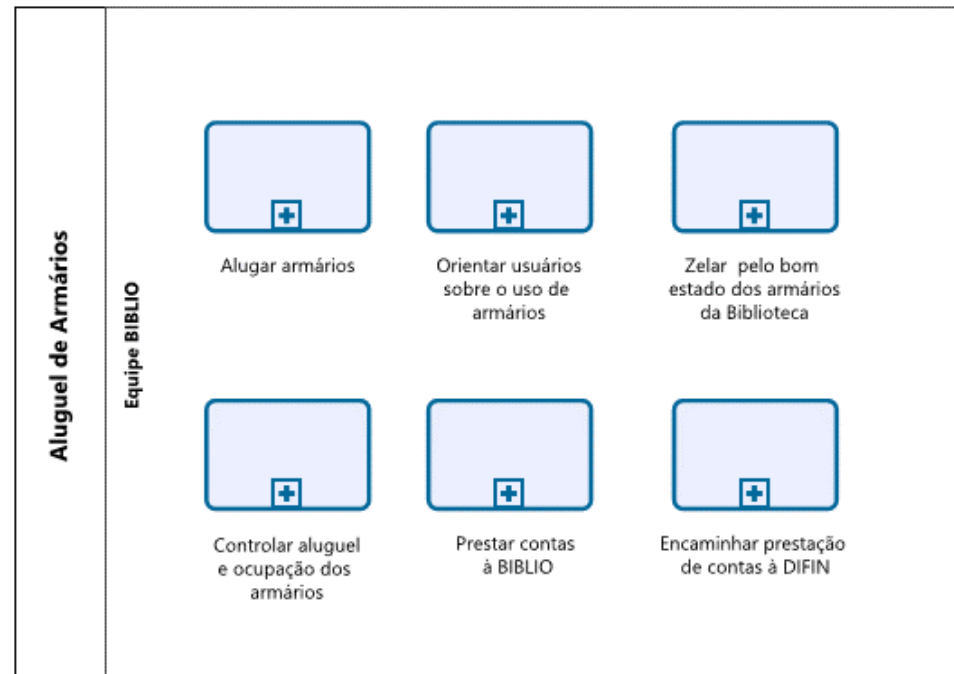 Aluguel de Armários
Equipe BIBLIO
Alugar armários
Orientar usuários
sobre o uso de
armários
Zelar pelo bom
estado dos armários
da Biblioteca
Controlar aluguel
e ocupação dos
armários
Prestar contas
à BIBLIO
Encaminhar prestação
de contas à DIFIN